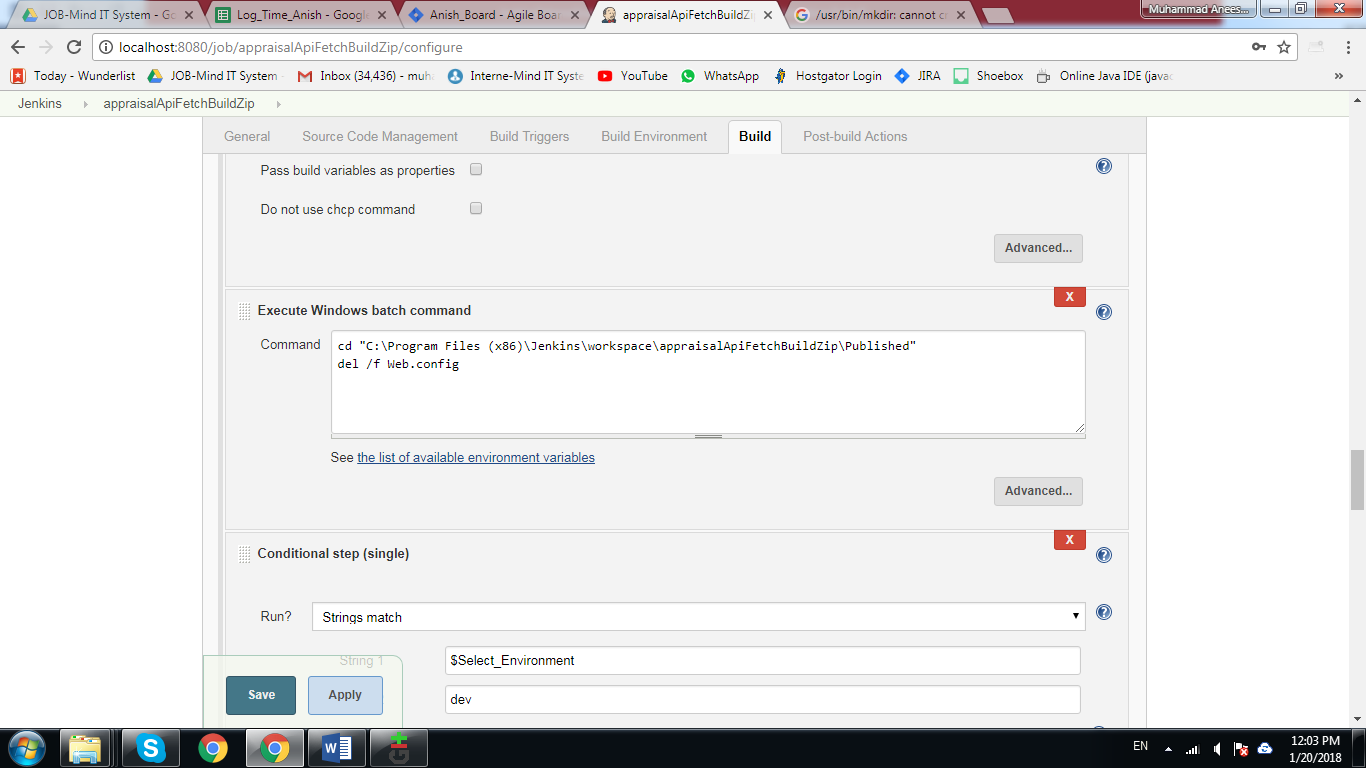 JOB-Mind IT System - Go
Log_Time_Anish - Google
Anish_Board - Agile Boar
appraisalApiFetchBuildZip
/usr/bin/mkdir: cannot cr
Muhammad Anees...
localhost:8080/job/appraisalApiFetchBuildZip/configure
Today - Wunderlist
JOB-Mind IT System
Inbox (34,436) - muha
Interne-Mind IT Syste
YouTube
WhatsApp
Hostgator Login
JIRA
Shoebox
Online Java IDE (javac
»
Jenkins
appraisalApiFetchBuildZip
General
Source Code Management
Build Triggers
Build Environment
Build
Post-build Actions
Pass build variables as properties
Do not use chcp command
Advanced...
X
Execute Windows batch command
Command
cd "C:\Program Files (x86)\Jenkins\workspace\appraisalApiFetchBuildZip\Published"
del /f Web.config
See the list of available environment variables
Advanced...
X
Conditional step (single)
Run?
Strings match
String 1
$Select_Environment
dev
Save
Apply
EN
12:03 PM
1/20/2018